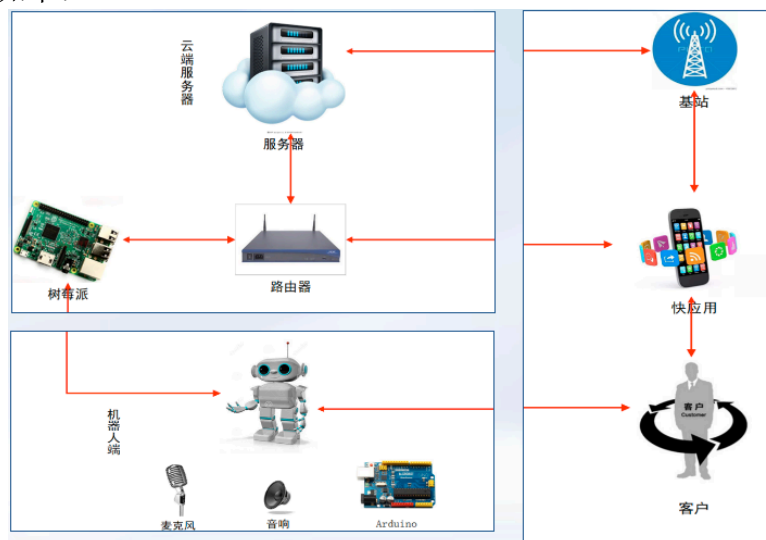 云端服务器
服务器
基站
树莓派
路由器
快应用
机器人端
客户
Customer
麦克风
音响
Arduino
客户